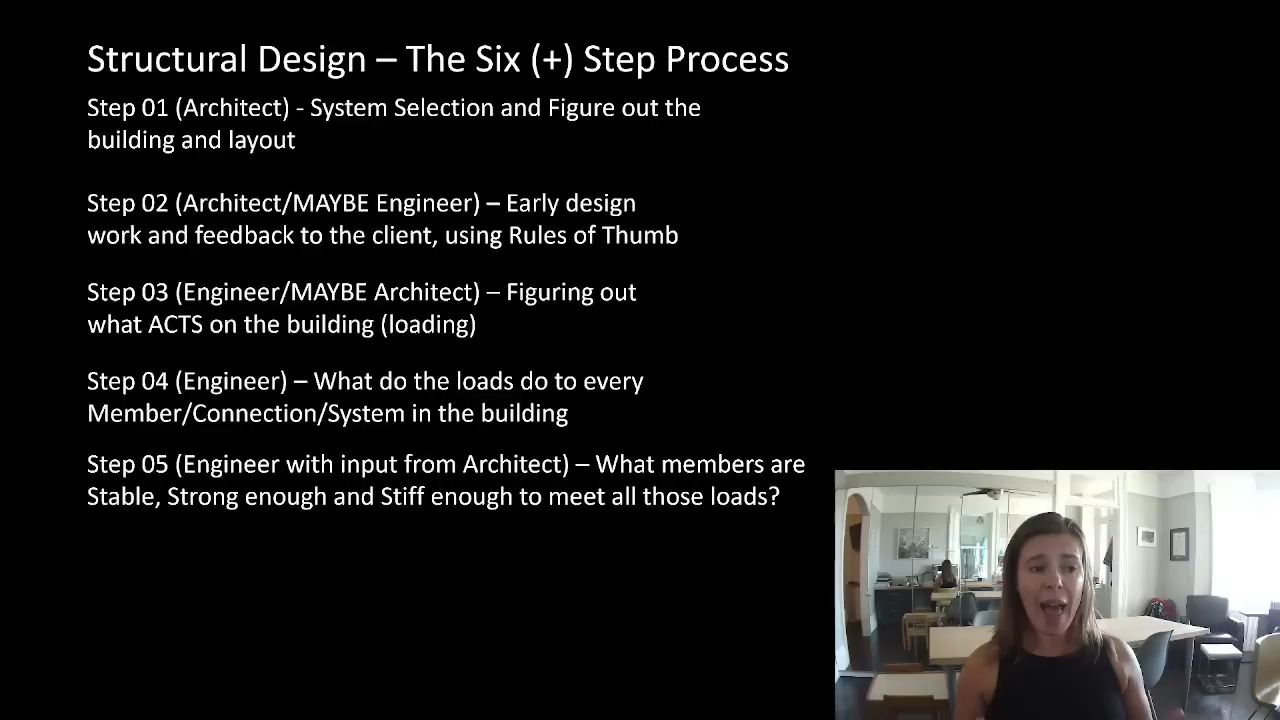 Structural Design – The Six (+) Step Process
Step 01 (Architect) - System Selection and Figure out the
building and layout
Step 02 (Architect/MAYBE Engineer) – Early design
work and feedback to the client, using Rules of Thumb
Step 03 (Engineer/MAYBE Architect) – Figuring out
what ACTS on the building (loading)
Step 04 (Engineer) – What do the loads do to every
Member/Connection/System in the building
Step 05 (Engineer with input from Architect) – What members are
Stable, Strong enough and Stiff enough to meet all those loads?